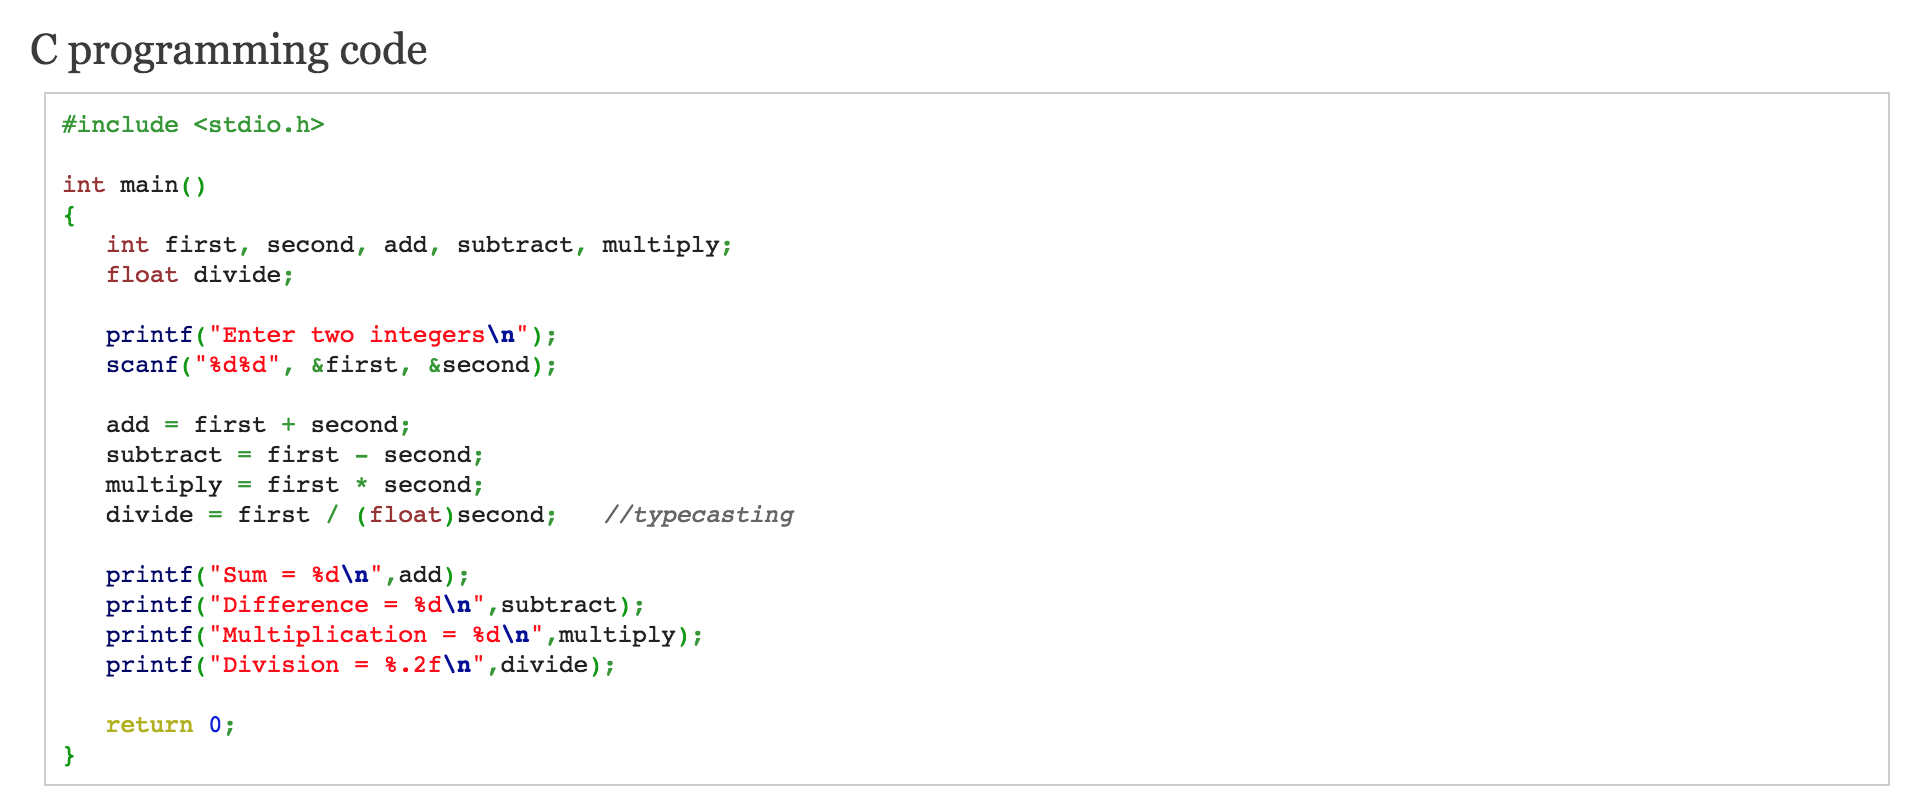 C programming code
#include <stdio.h>
int main()
{
   int first, second, add, subtract, multiply;
   float divide;
   printf("Enter two integers\n");
   scanf("%d%d", &first, &second);
   add = first + second;
   subtract = first - second;
   multiply = first * second;
   divide = first / (float)second;   //typecasting
   printf("Sum = %d\n",add);
   printf("Difference = %d\n",subtract);
   printf("Multiplication = %d\n",multiply);
   printf("Division = %.2f\n",divide);
   return 0;
}